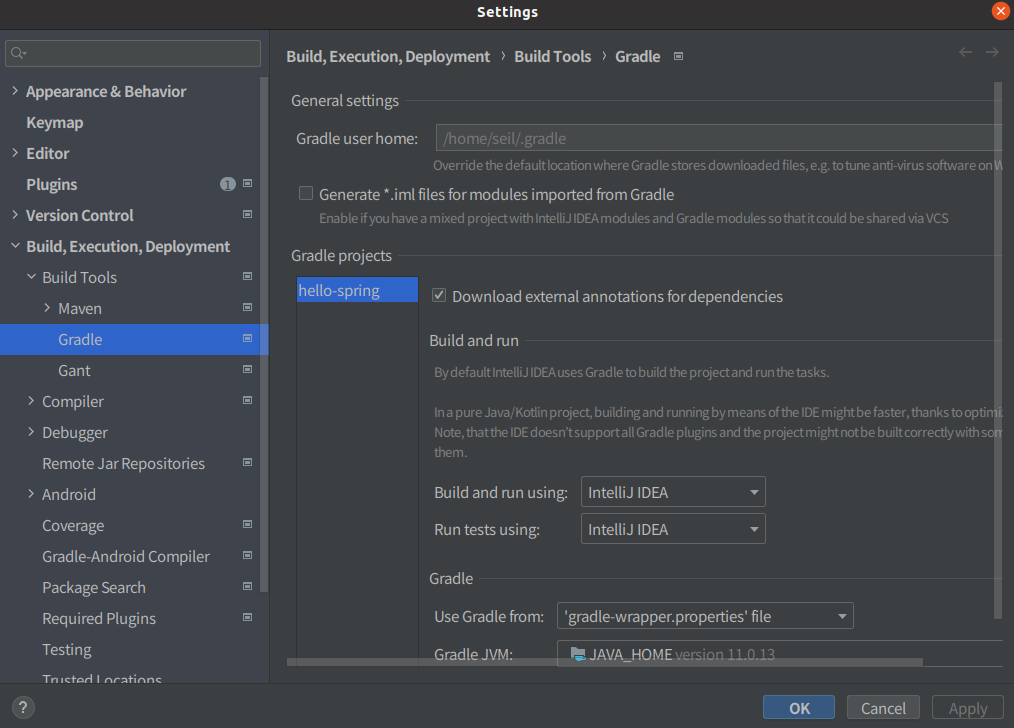 Settings
Appearance & Behavior
Keymap
Editor
Plugins
1
Version Control
Build, Execution, Deployment
Build Tools
Maven
Gradle
Gant
Compiler
Debugger
Remote Jar Repositories
Android
Coverage
Gradle-Android Compiler
Package Search
Required Plugins
Testing
Trusted Locations
Build, Execution, Deployment › Build Tools › Gradle
General settings
Gradle user home:
/home/seil/.gradle
Override the default location where Gradle stores downloaded files, e.g. to tune anti-virus software on W
Generate *.iml files for modules imported from Gradle
Enable if you have a mixed project with IntelliJ IDEA modules and Gradle modules so that it could be shared via VCS
Gradle projects
hello-spring
Download external annotations for dependencies
Build and run
By default IntelliJ IDEA uses Gradle to build the project and run the tasks.
In a pure Java/Kotlin project, building and running by means of the IDE might be faster, thanks to optimi
Note, that the IDE doesn't support all Gradle plugins and the project might not be built correctly with som
them.
Build and run using: IntelliJ IDEA
Run tests using: IntelliJ IDEA
Gradle
Use Gradle from: 'gradle-wrapper.properties' file
Gradle JVM: JAVA_HOME version 11.0.13
?
OK
Cancel
Apply